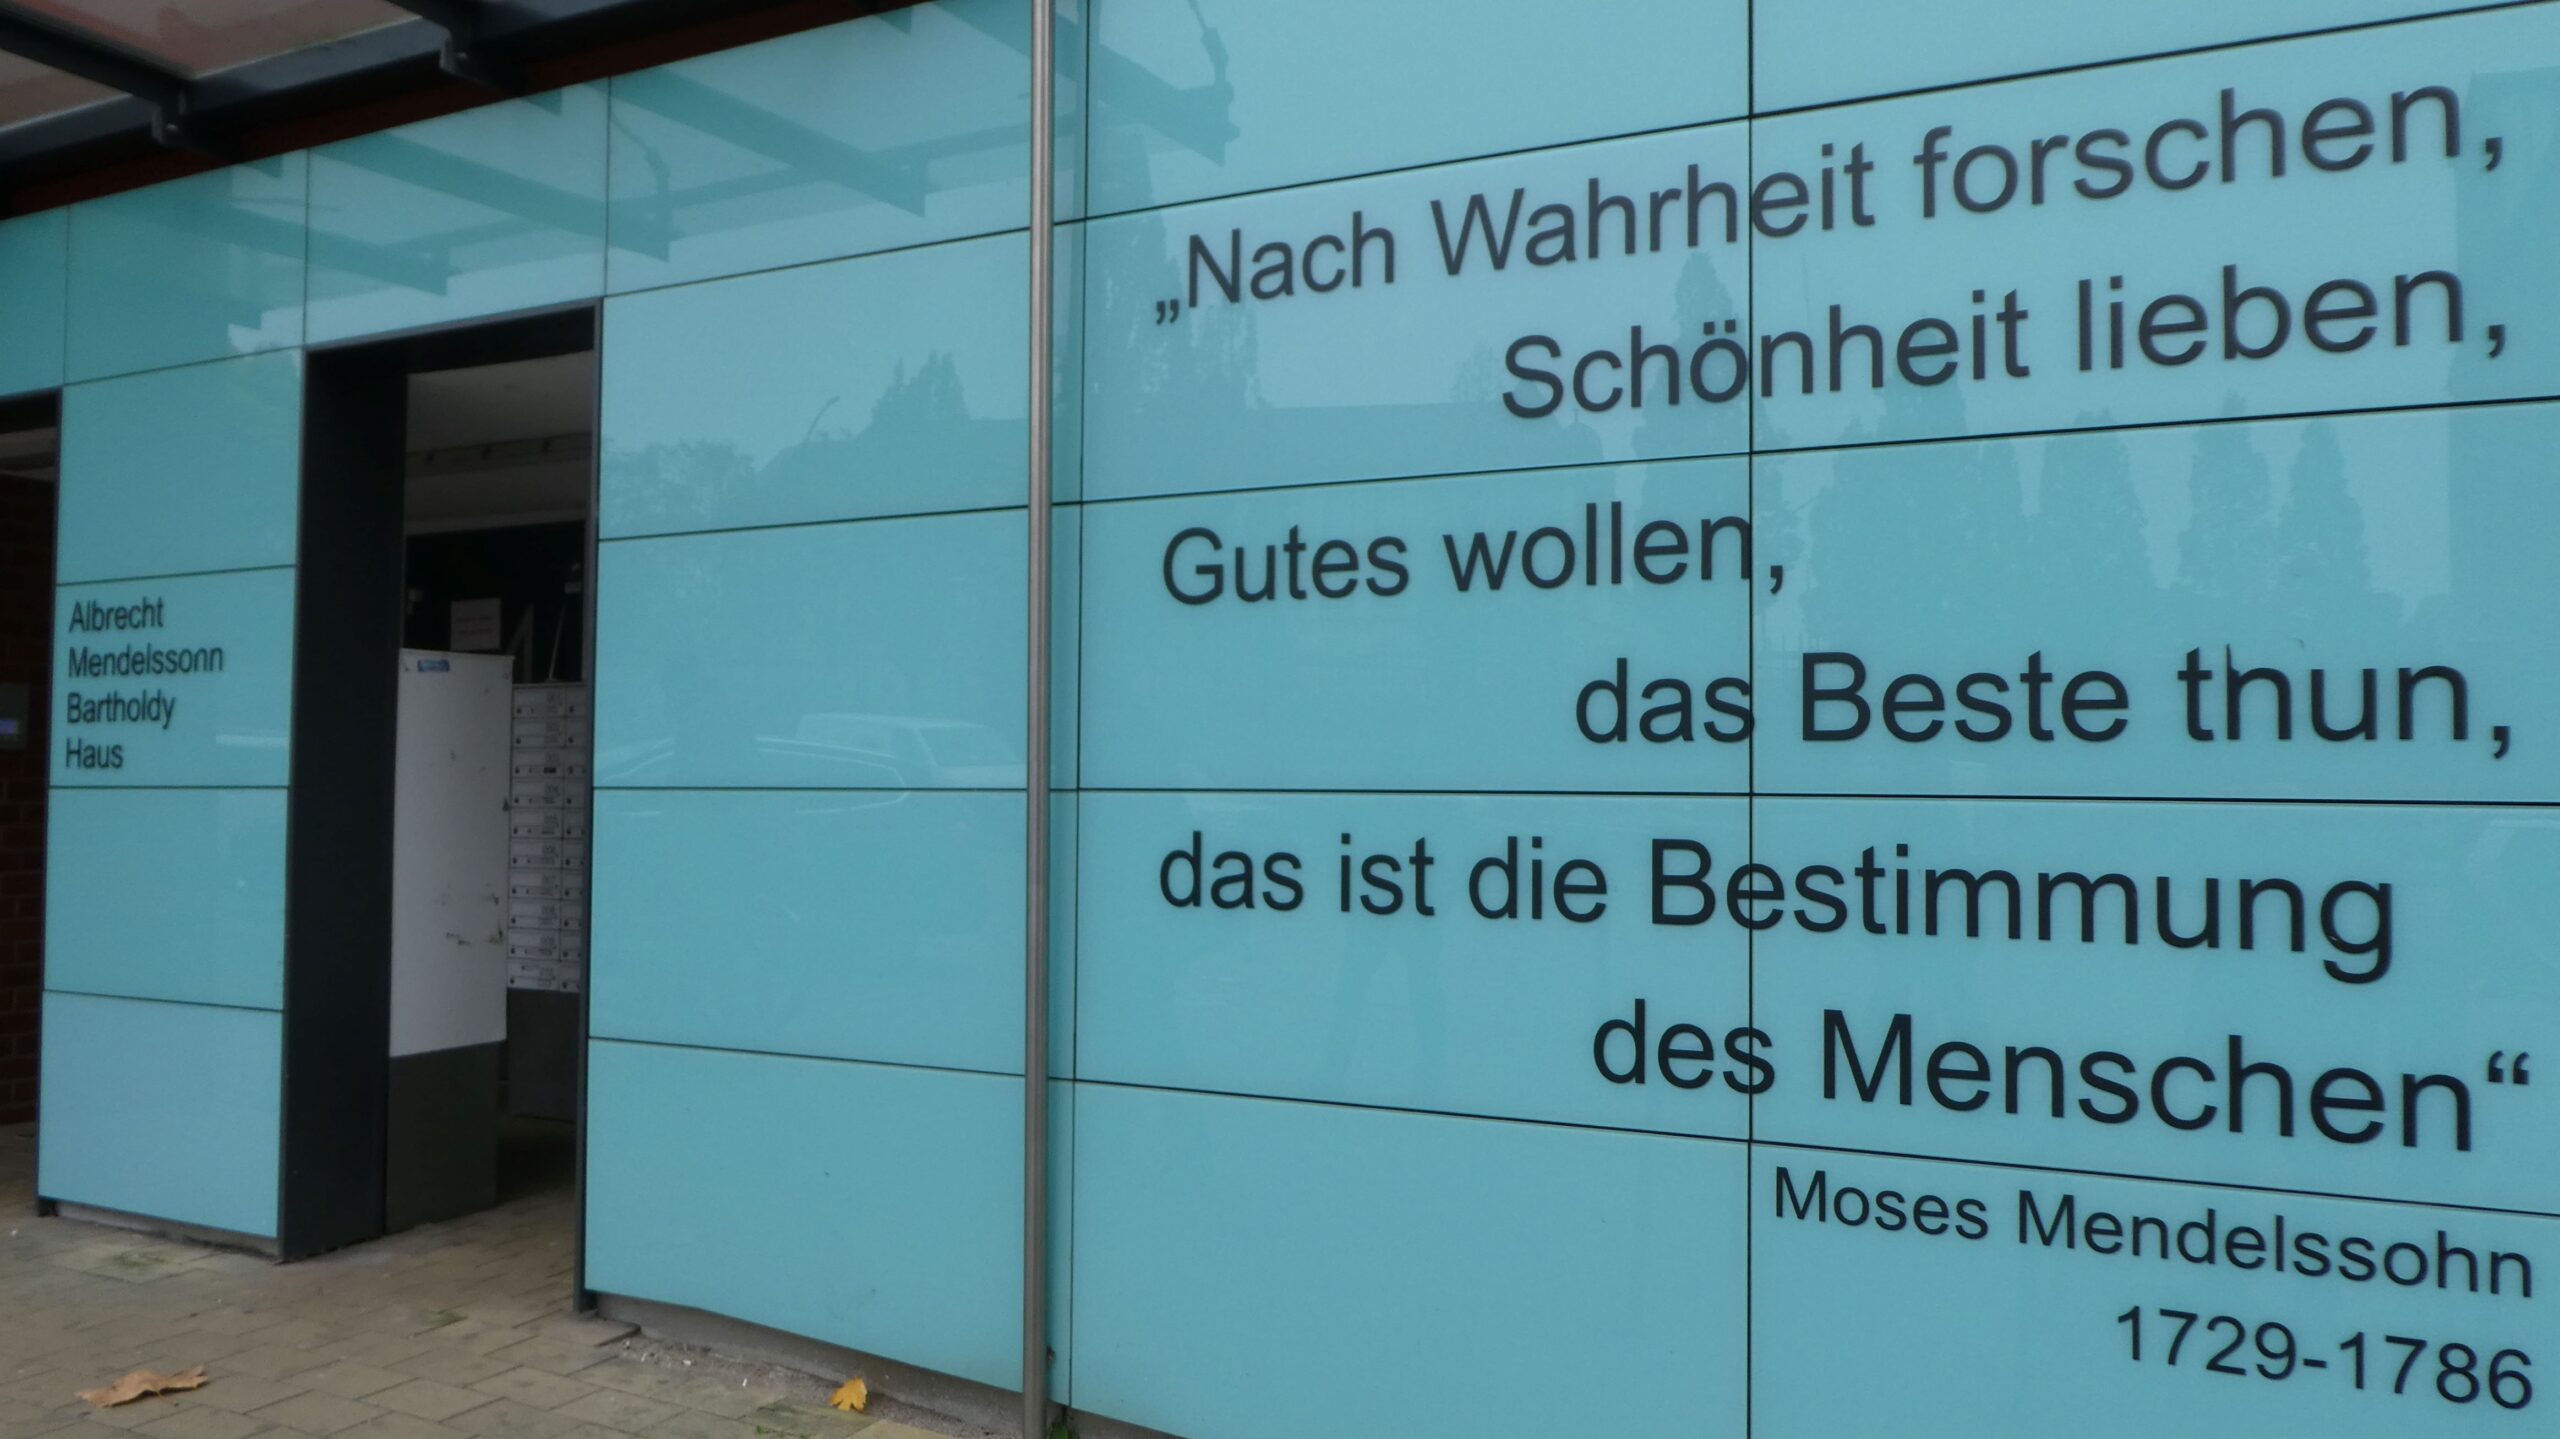 Albrecht
Mendelssonn
Bartholdy
Haus
„Nach Wahrheit forschen,
Schönheit lieben,
Gutes wollen,
das Beste thun,
das ist die Bestimmung
des Menschen“
Moses Mendelssohn
1729-1786